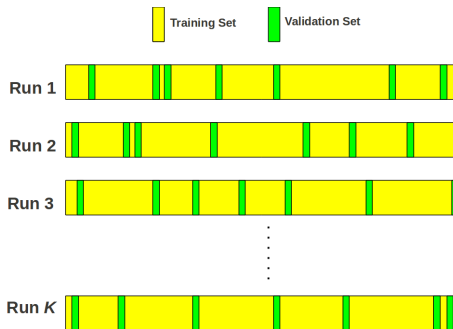 Training Set
Validation Set
Run 1
Run 2
Run 3
Run K